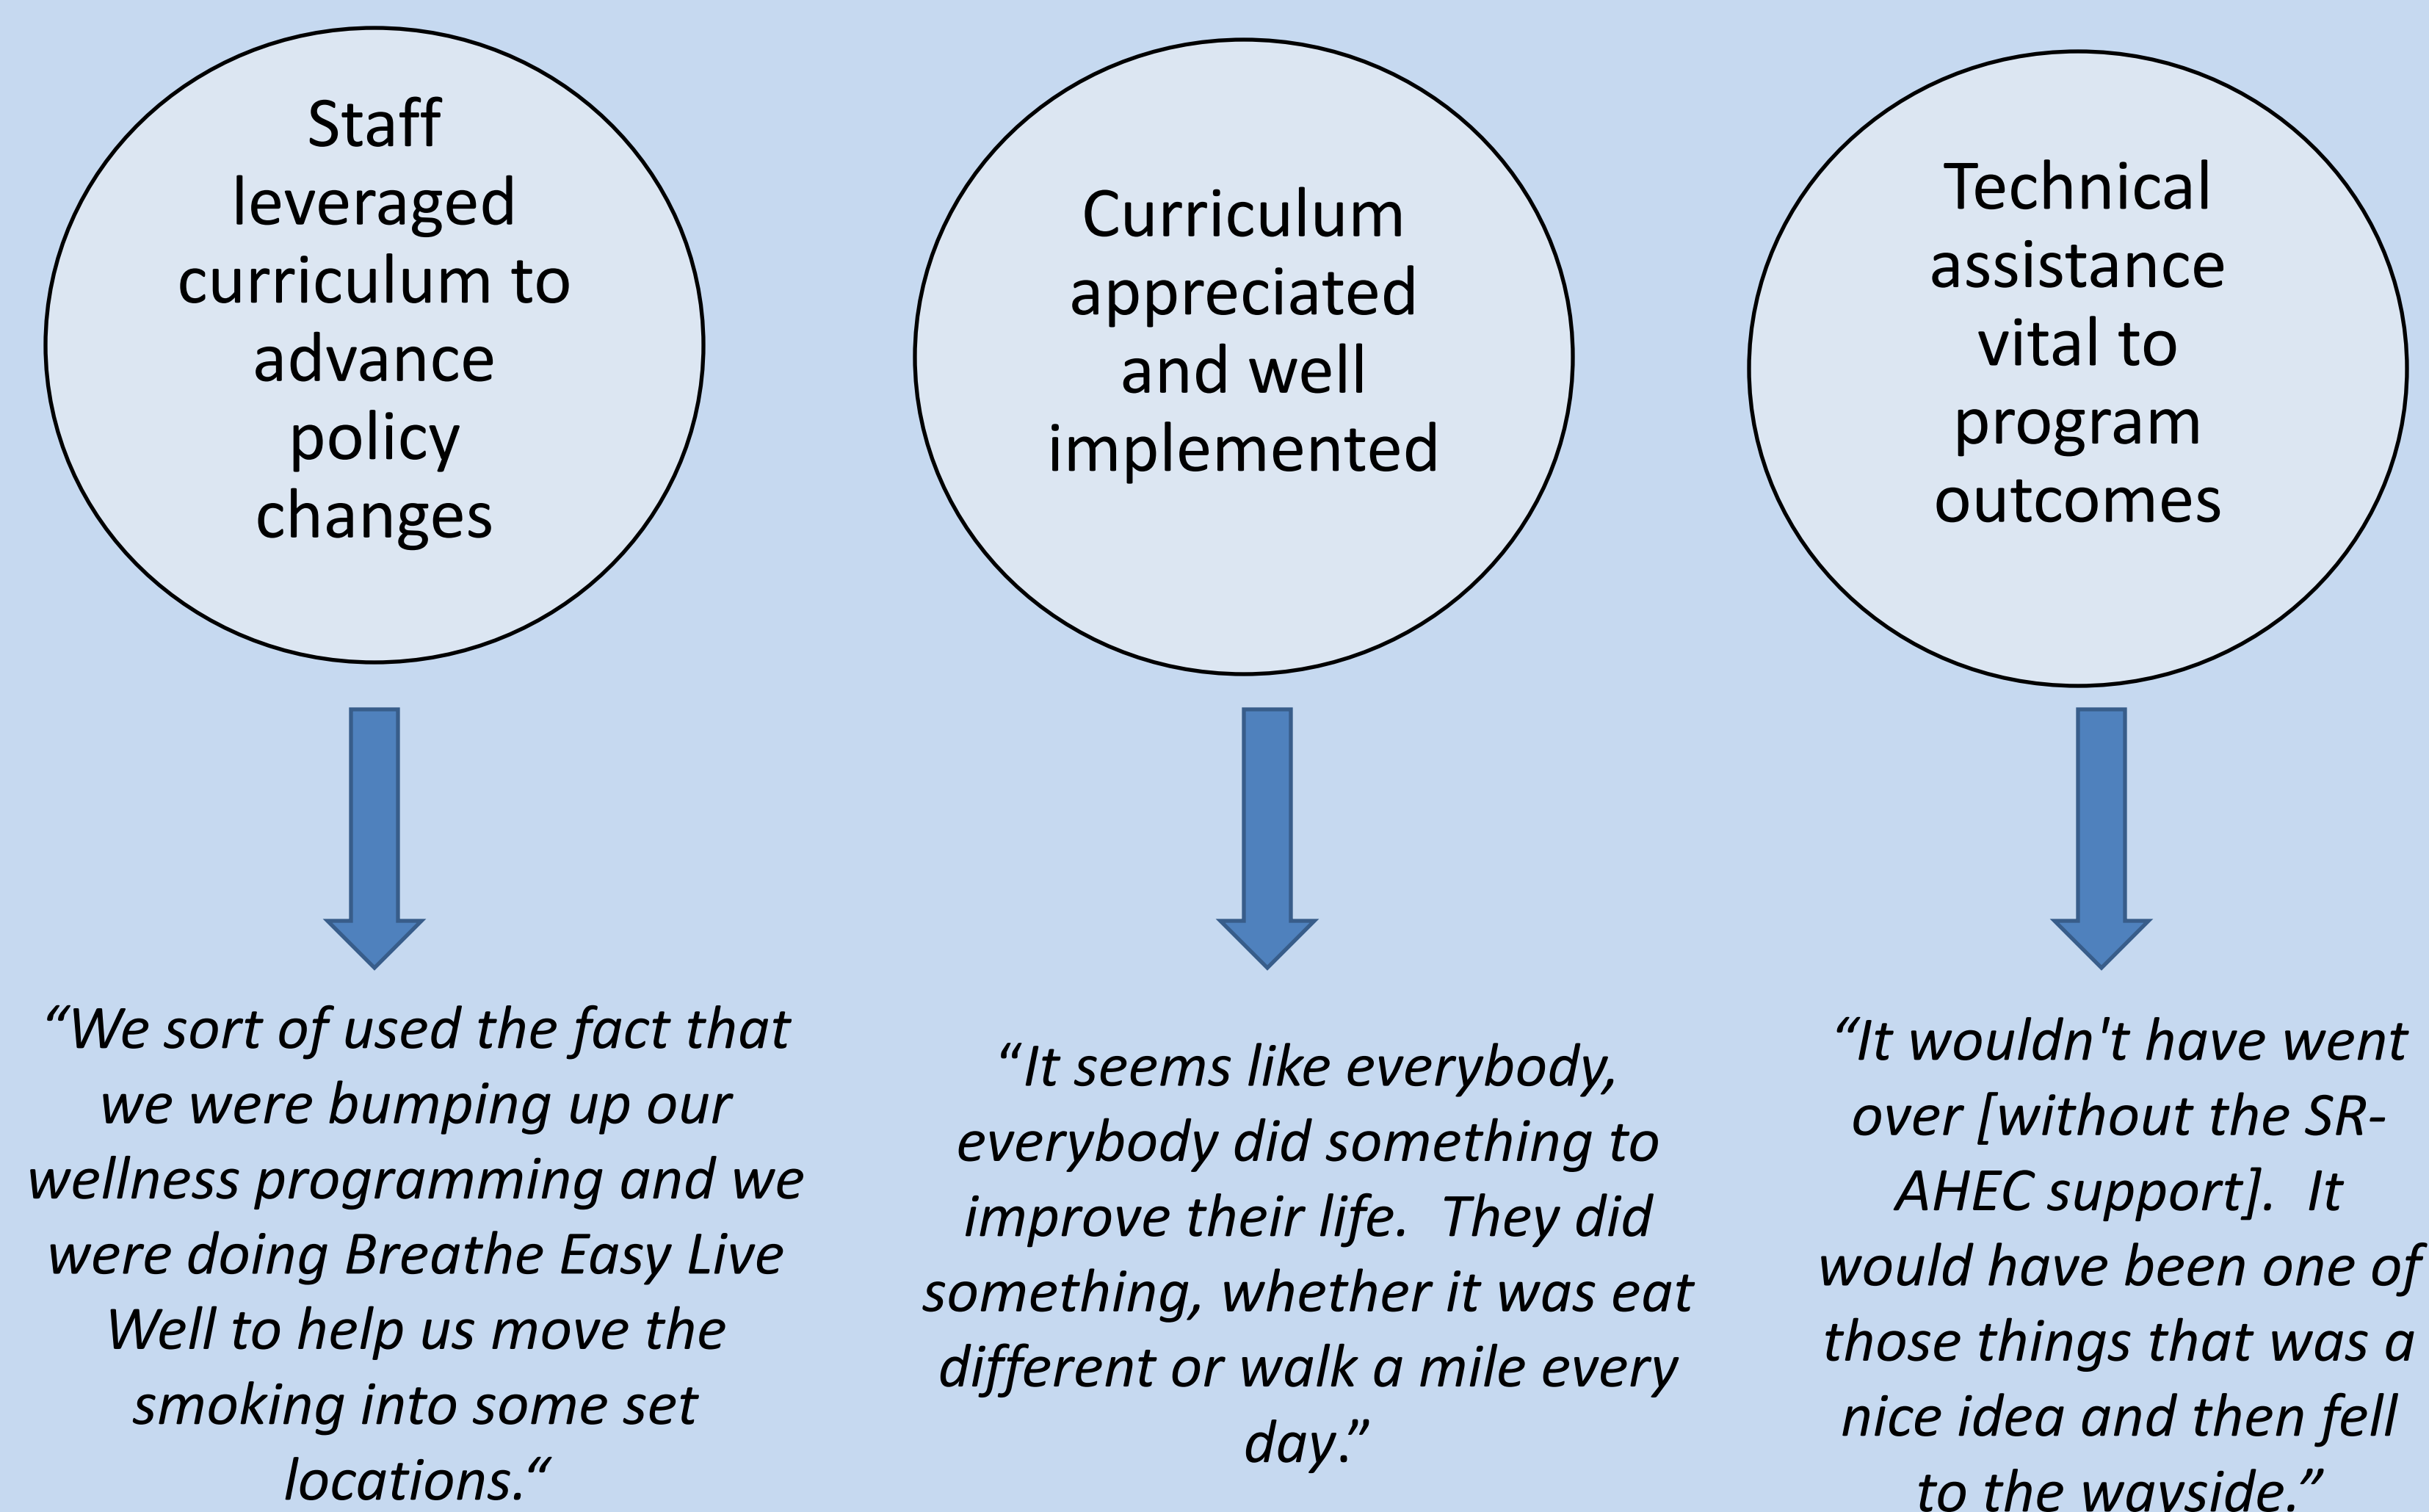 Staff
leveraged
curriculum to
advance
policy
changes
Curriculum
appreciated
and well
implemented
Technical
assistance
vital to
program
outcomes
“We sort of used the fact that
we were bumping up our
wellness programming and we
were doing Breathe Easy Live
Well to help us move the
smoking into some set
locations.“
“It seems like everybody,
everybody did something to
improve their life.  They did
something, whether it was eat
different or walk a mile every
day.”
“It wouldn't have went
over [without the SR-
AHEC support].  It
would have been one of
those things that was a
nice idea and then fell
to the wayside.”